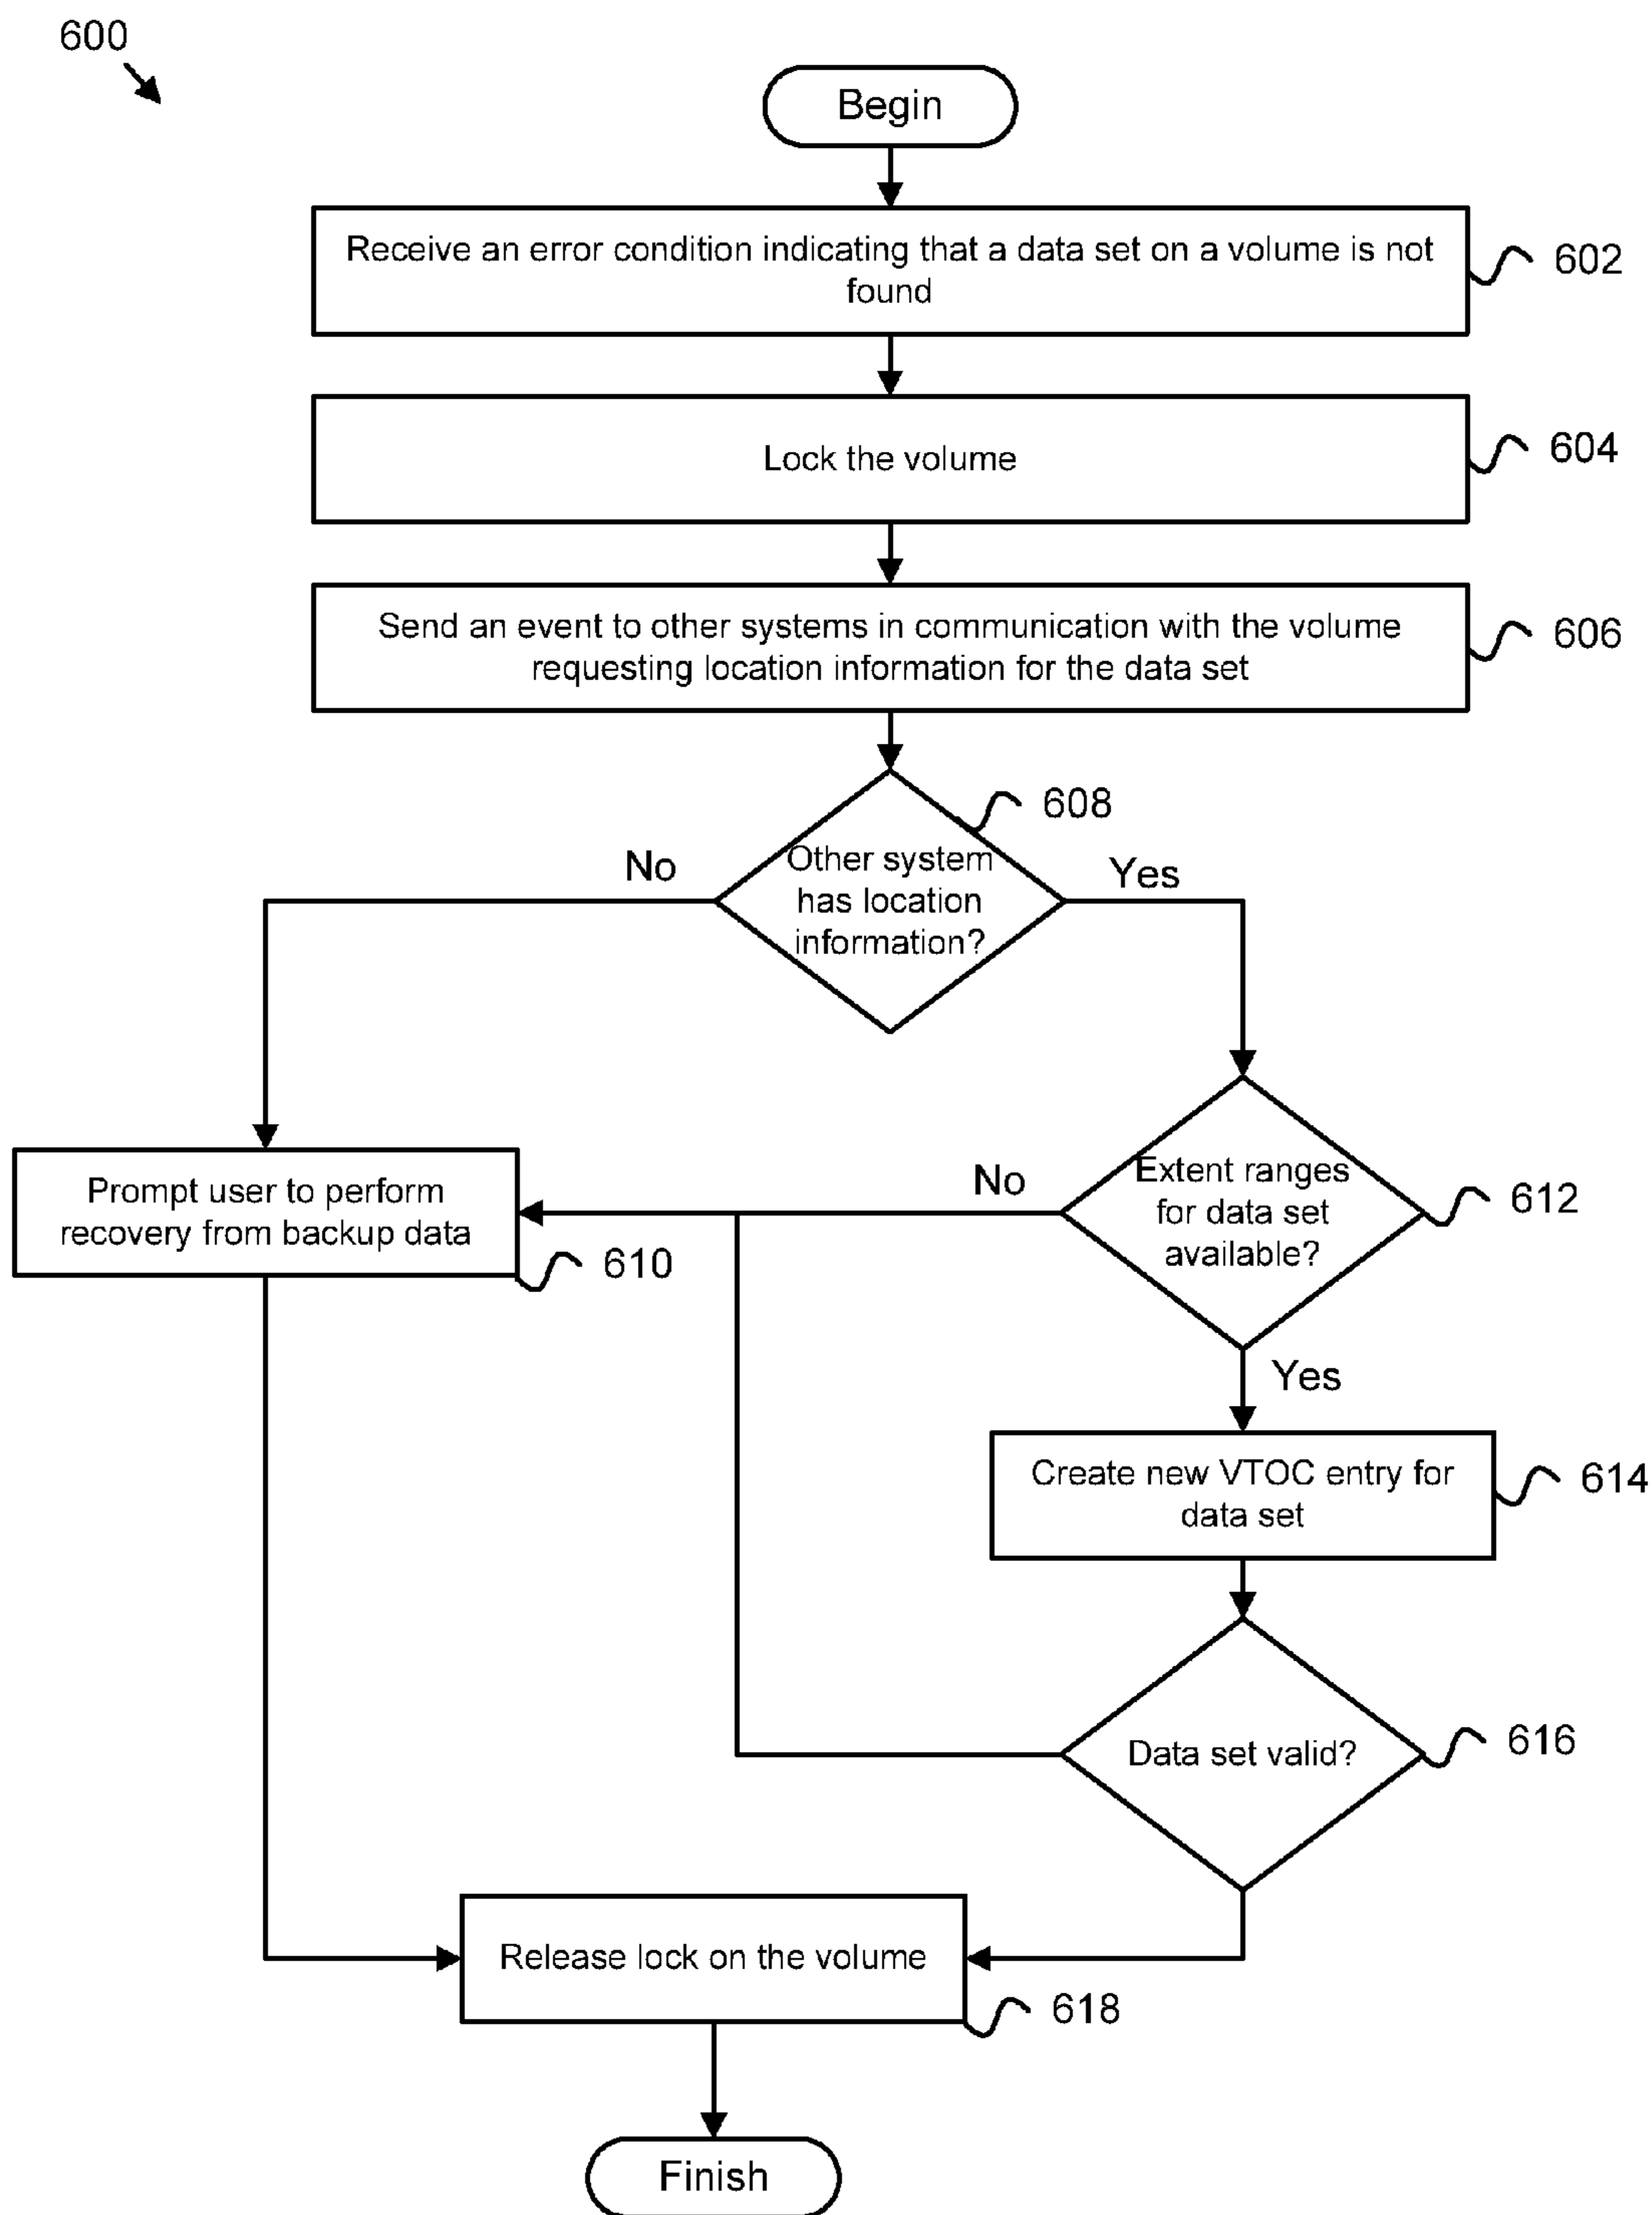 600
Begin
Receive an error condition indicating that a data set on a volume is not
found
602
Lock the volume
604
Send an event to other systems in communication with the volume
requesting location information for the data set
606
608
Other system
has location
information?
No
Yes
Extent ranges
for data set
available?
612
No
Prompt user to perform
recovery from backup data
610
Yes
Create new VTOC entry for
data set
614
Data set valid?
616
Release lock on the volume
618
Finish